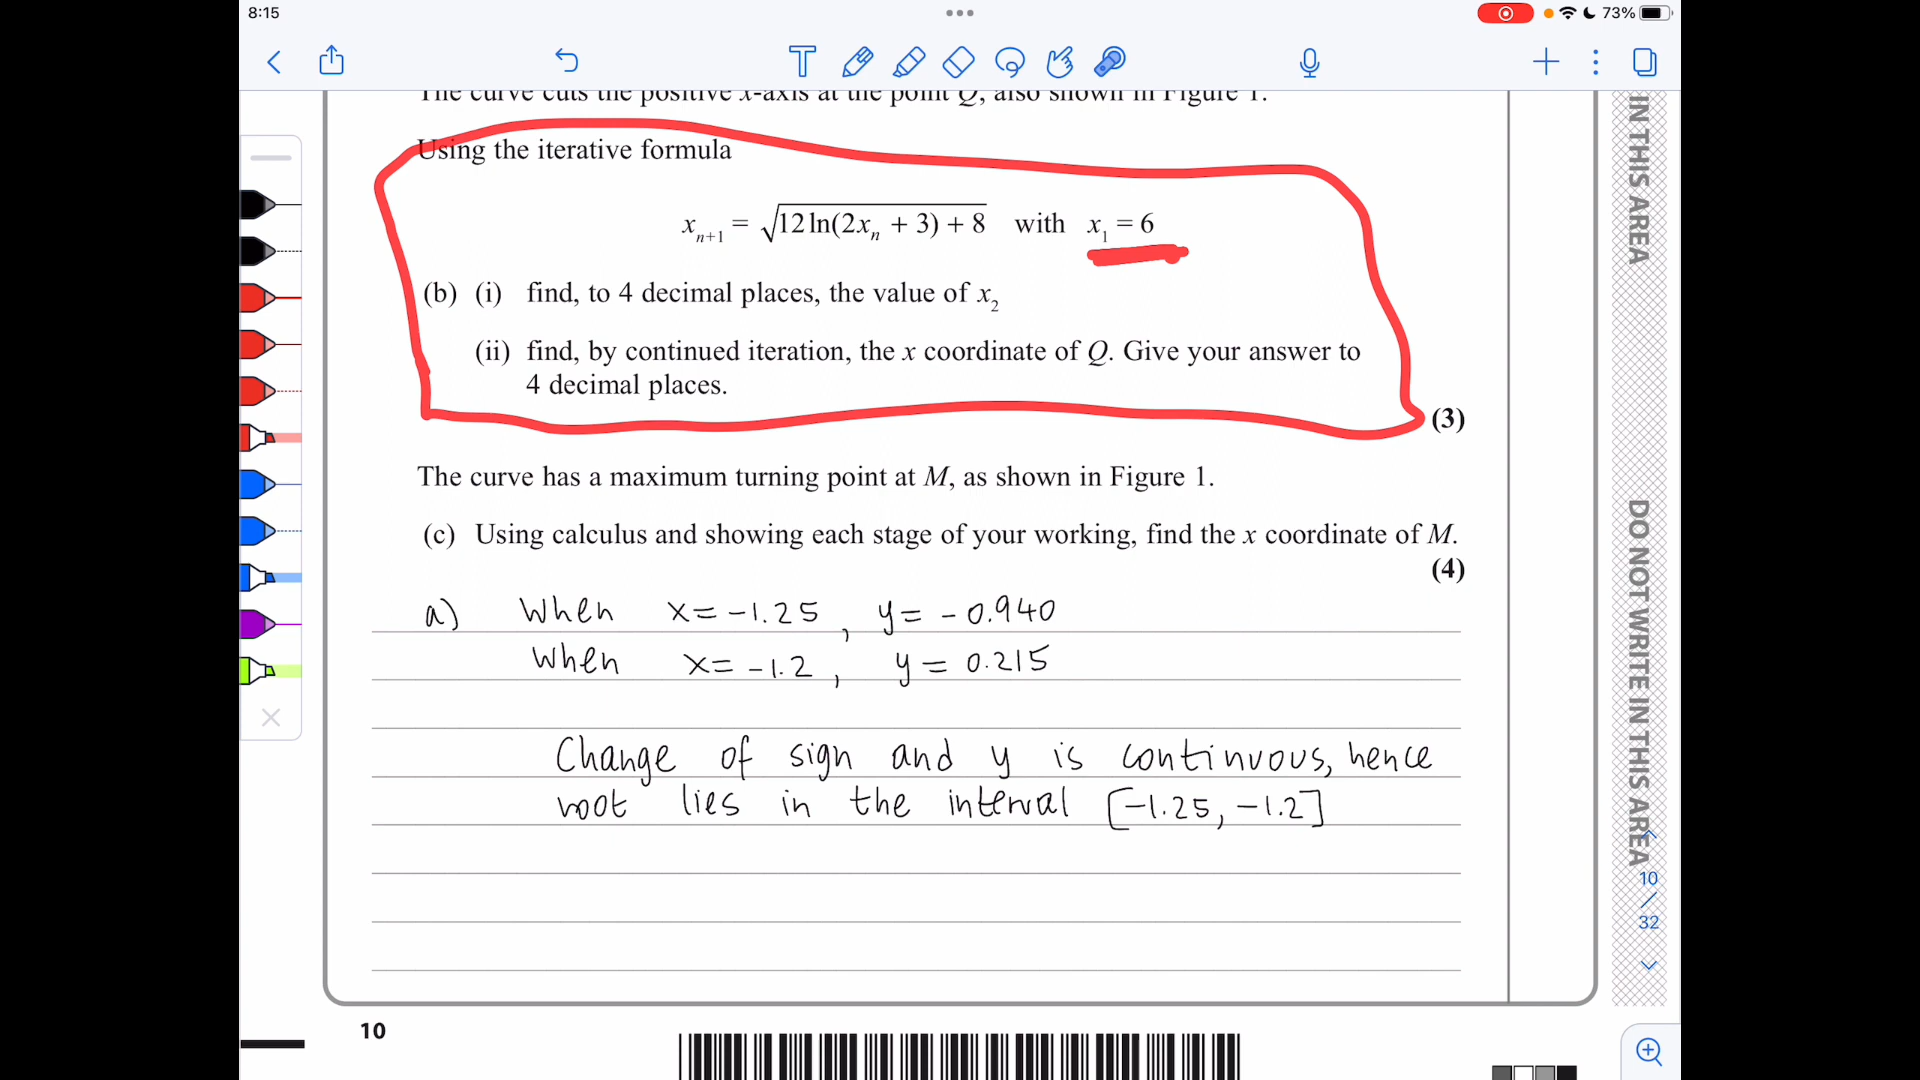 8:15
73%
The curve cuts the positive x-axis at the point Q, also shown in Figure 1.
Using the iterative formula
xₙ₊₁ = √(12 ln(2xₙ + 3) + 8) with x₁ = 6
(b) (i) find, to 4 decimal places, the value of x₂
(ii) find, by continued iteration, the x coordinate of Q. Give your answer to
4 decimal places.
(3)
The curve has a maximum turning point at M, as shown in Figure 1.
(c) Using calculus and showing each stage of your working, find the x coordinate of M.
(4)
a) When x = -1.25, y = -0.940
When x = -1.2, y = 0.215
Change of sign and y is continuous, hence
root lies in the interval [-1.25, -1.2]
10
IN THIS AREA
DO NOT WRITE IN THIS AREA
10
/
32